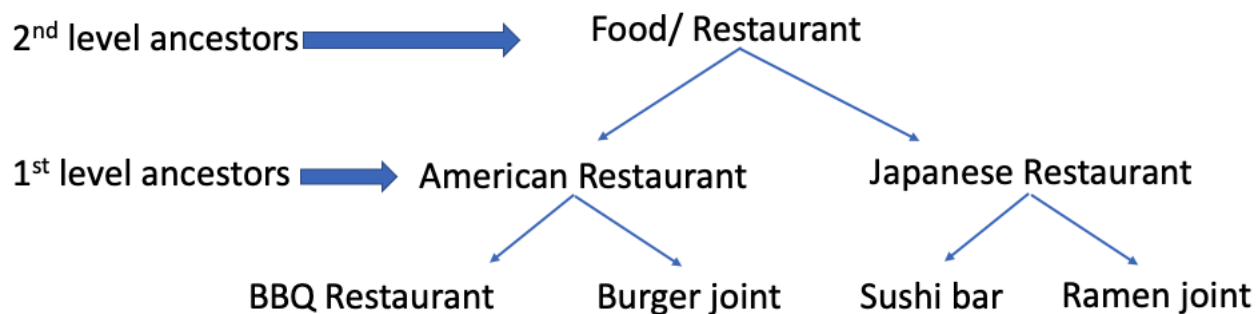 2nd level ancestors Food/ Restaurant
1st level ancestors American Restaurant Japanese Restaurant
BBQ Restaurant Burger joint Sushi bar Ramen joint